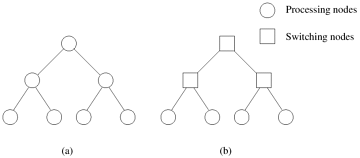 Processing nodes
Switching nodes
(a)
(b)